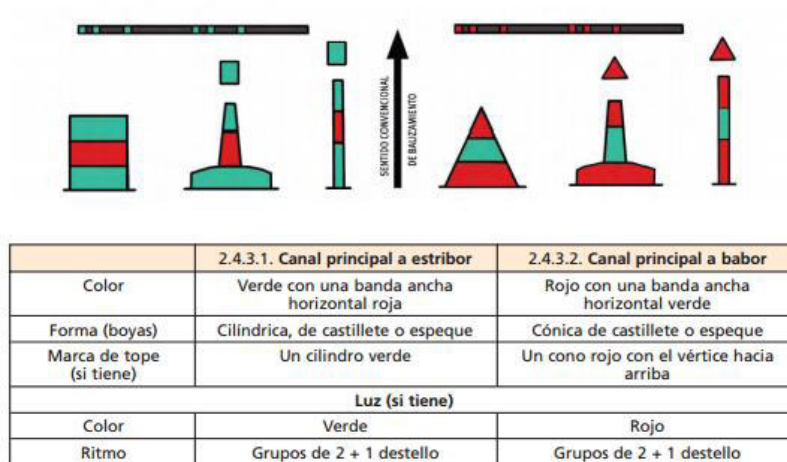 SENTIDO CONVENCIONAL
DE BALIZAMIENTO
2.4.3.1. Canal principal a estribor
2.4.3.2. Canal principal a babor
Color
Verde con una banda ancha
horizontal roja
Rojo con una banda ancha
horizontal verde
Forma (boyas)
Cilíndrica, de castillete o espeque
Cónica de castillete o espeque
Marca de tope
(si tiene)
Un cilindro verde
Un cono rojo con el vértice hacia
arriba
Luz (si tiene)
Color
Verde
Rojo
Ritmo
Grupos de 2 + 1 destello
Grupos de 2 + 1 destello